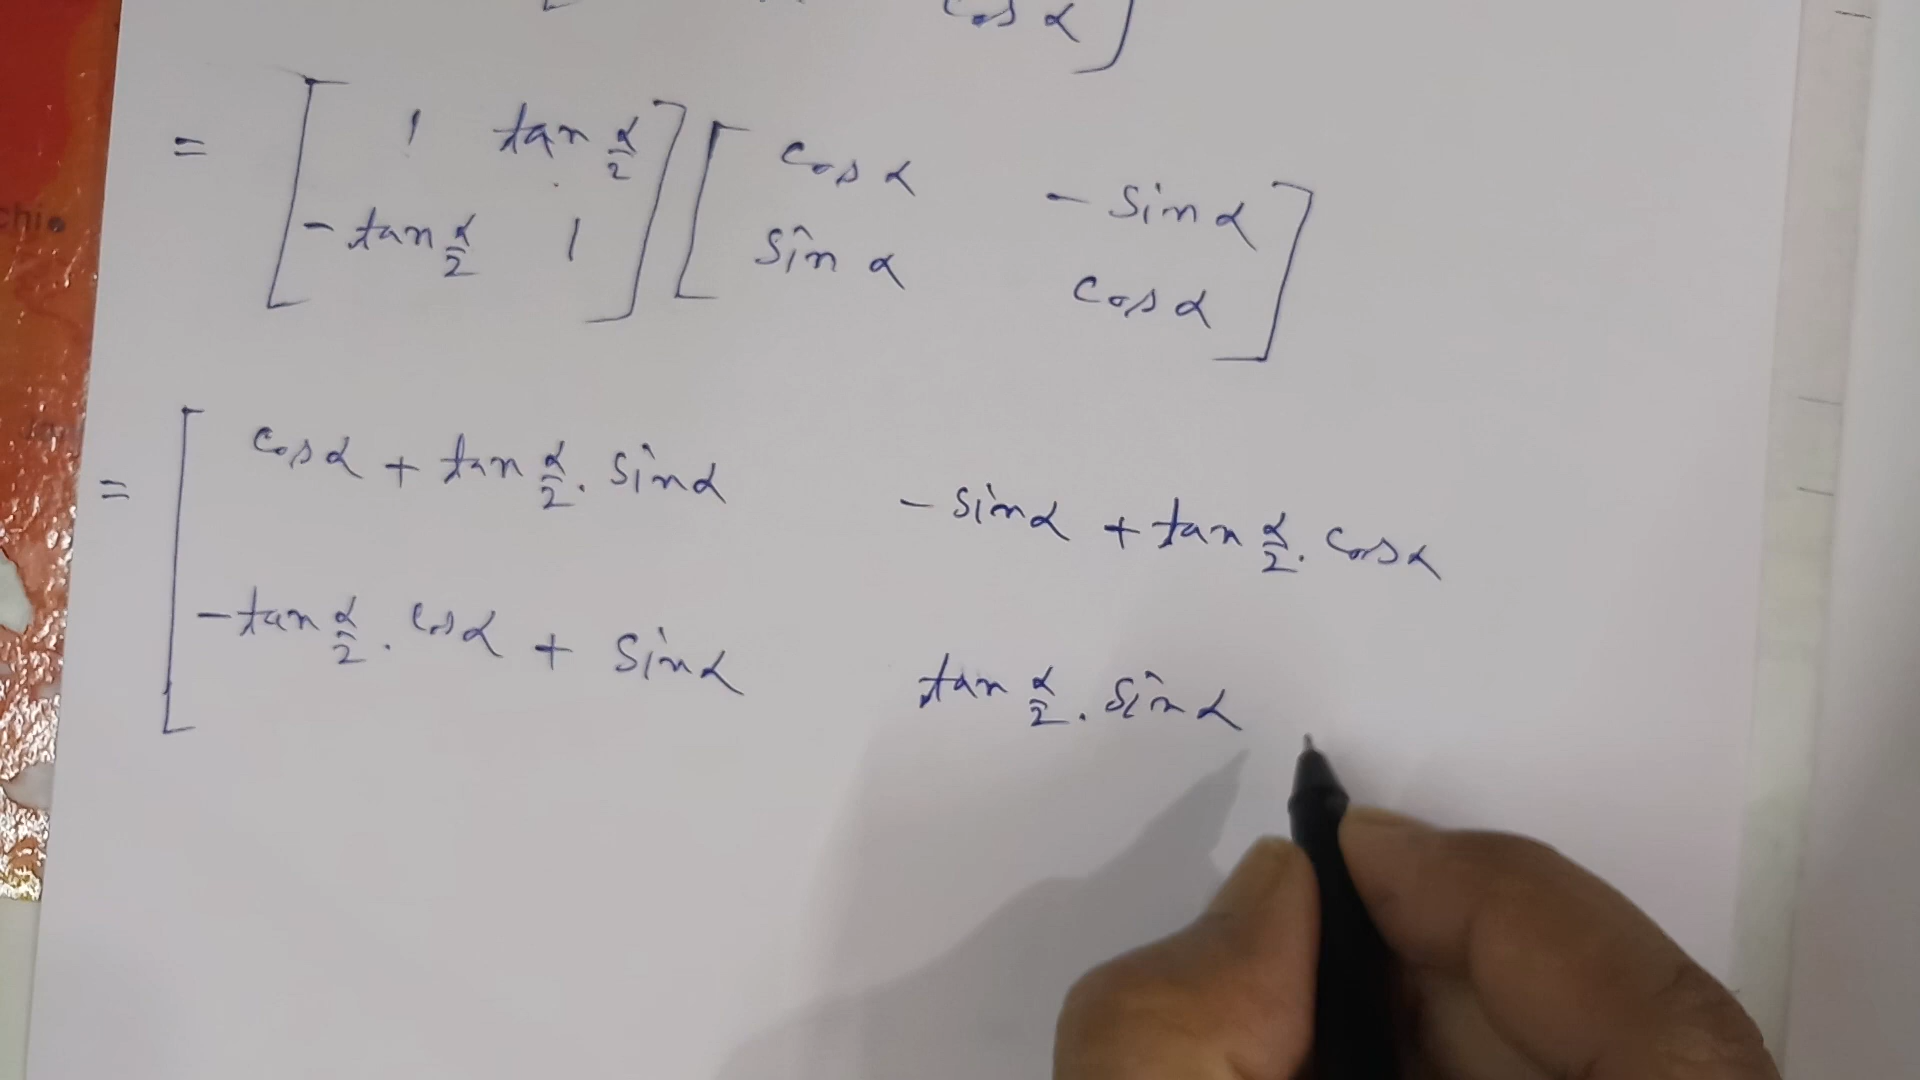 cos α ]
= [ 1 tan α/2 ] [ cos α - sin α ]
- tan α/2 1 sin α cos α
= [ cos α + tan α/2 . sin α - sin α + tan α/2 . cos α
- tan α/2 . cos α + sin α tan α/2 . sin α